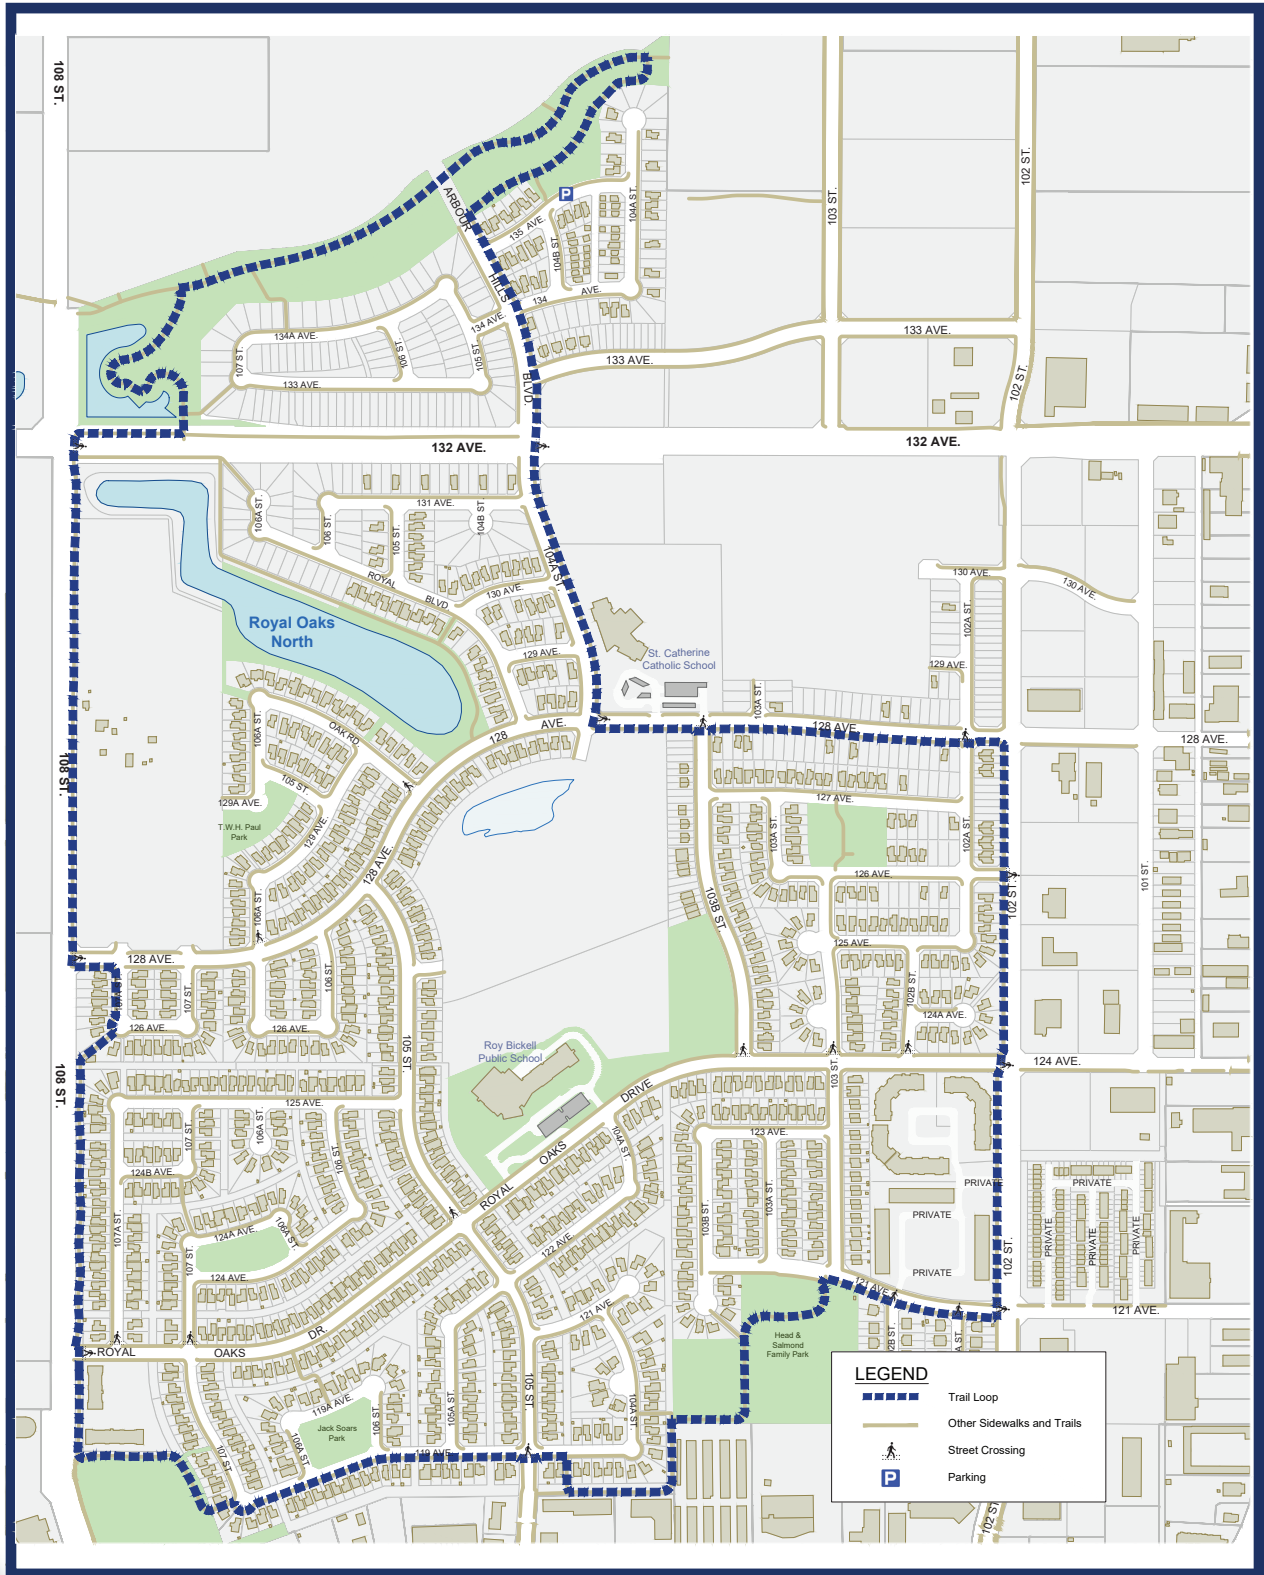 108 ST.
102 ST.
103 ST.
ARBOUR
HILLS
BLVD.
P
104A ST.
135 AVE.
104B ST.
134 AVE.
134 AVE.
133 AVE.
133 AVE.
134A AVE.
106 ST.
105 ST.
107 ST.
133 AVE.
102 ST.
132 AVE.
132 AVE.
131 AVE.
106A ST.
106 ST.
105 ST.
104B ST.
104A ST.
ROYAL
BLVD
130 AVE.
130 AVE.
130 AVE.
102A ST.
Royal Oaks
North
129 AVE.
St. Catherine
Catholic School
129 AVE.
103A ST.
128 AVE.
128 AVE.
128 AVE.
106A ST.
OAK RD.
105 ST.
108 ST.
129A AVE.
T.W.H. Paul
Park
129 AVE.
127 AVE.
103A ST.
102A ST.
128 AVE.
126 AVE.
101 ST.
102 ST.
103B ST.
106A ST.
125 AVE.
128 AVE.
107 ST.
106 ST.
102B ST.
124A AVE.
126 AVE.
126 AVE.
105 ST.
Roy Bickell
Public School
124 AVE.
103 ST.
108 ST.
DRIVE
OAKS
ROYAL
125 AVE.
107 ST
106A ST.
106 ST.
104A ST.
123 AVE.
124B AVE.
103B ST.
103A ST.
PRIVATE
PRIVATE
PRIVATE
PRIVATE
PRIVATE
PRIVATE
PRIVATE
107A ST.
124A AVE.
106A ST.
107 ST.
122 AVE.
102 ST.
124 AVE.
121 AVE.
121 AVE.
121 AVE.
ROYAL
OAKS
DR.
Head &
Salmond
Family Park
2B ST.
A ST.
119A AVE.
Jack Soars
Park
106 ST.
106A ST.
105A ST.
105 ST.
104A ST.
107 ST
119 AVE.
102 ST
LEGEND
Trail Loop
Other Sidewalks and Trails
Street Crossing
P
Parking